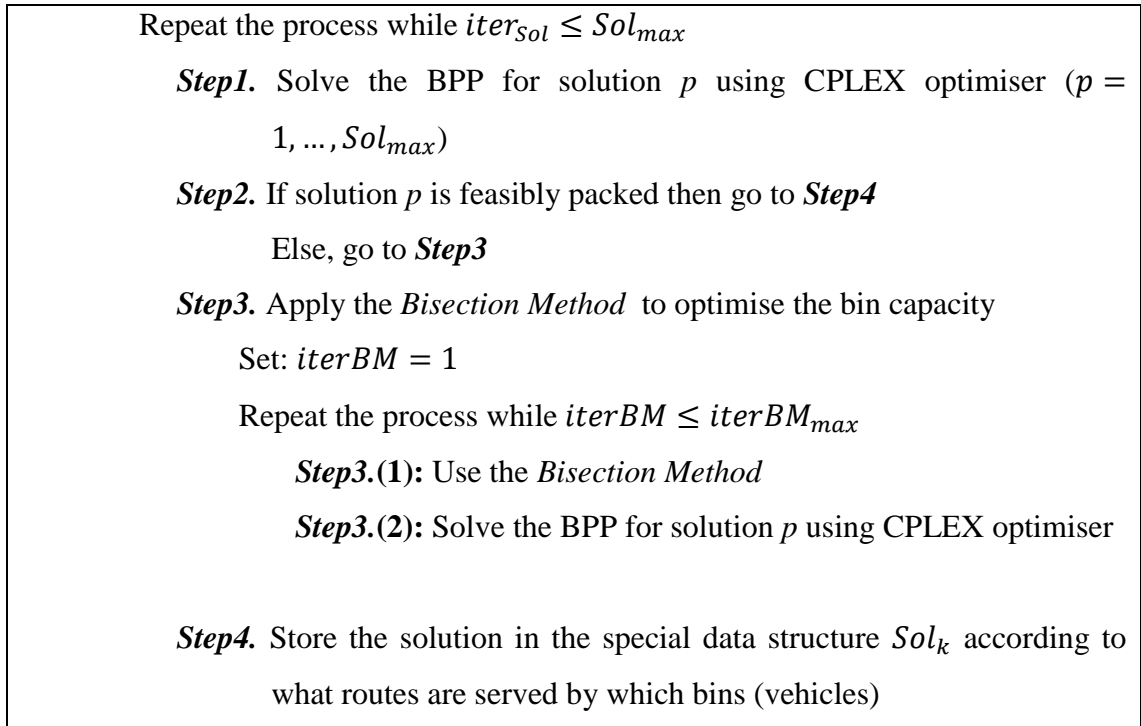 Repeat the process while iter_Sol ≤ Sol_max
Step1. Solve the BPP for solution p using CPLEX optimiser (p =
1, … , Sol_max)
Step2. If solution p is feasibly packed then go to Step4
Else, go to Step3
Step3. Apply the Bisection Method to optimise the bin capacity
Set: iterBM = 1
Repeat the process while iterBM ≤ iterBM_max
Step3.(1): Use the Bisection Method
Step3.(2): Solve the BPP for solution p using CPLEX optimiser
Step4. Store the solution in the special data structure Sol_k according to
what routes are served by which bins (vehicles)